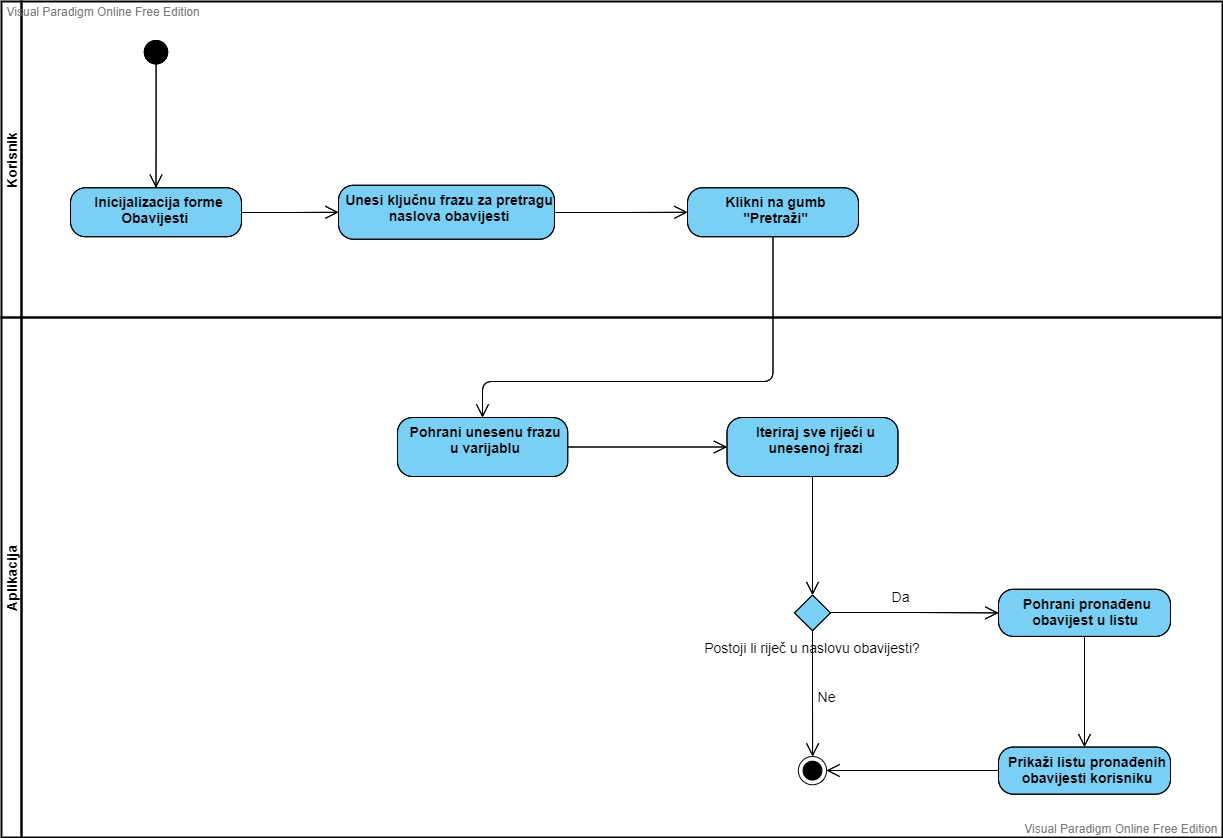 Visual Paradigm Online Free Edition
Korisnik
Inicijalizacija forme
Obavijesti
Unesi ključnu frazu za pretragu
naslova obavijesti
Klikni na gumb
"Pretraži"
Aplikacija
Pohrani unesenu frazu
u varijablu
Iteriraj sve riječi u
unesenoj frazi
Da
Pohrani pronađenu
obavijest u listu
Postoji li riječ u naslovu obavijesti?
Ne
Prikaži listu pronađenih
obavijesti korisniku
Visual Paradigm Online Free Edition